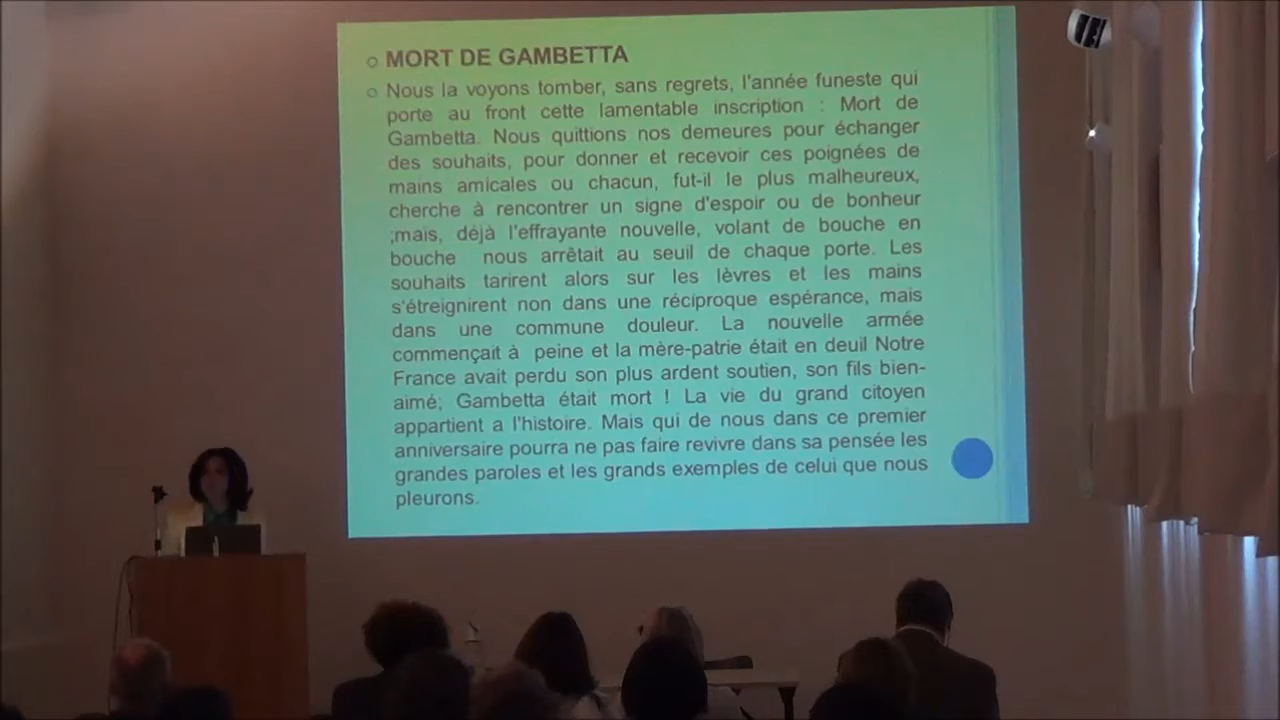 MORT DE GAMBETTA
Nous la voyons tomber, sans regrets, l'année funeste qui
porte au front cette lamentable inscription : Mort de
Gambetta. Nous quittions nos demeures pour échanger
des souhaits, pour donner et recevoir ces poignées de
mains amicales ou chacun, fut-il le plus malheureux,
cherche à rencontrer un signe d'espoir ou de bonheur
;mais, déjà l'effrayante nouvelle, volant de bouche en
bouche nous arrêtait au seuil de chaque porte. Les
souhaits tarirent alors sur les lèvres et les mains
s'étreignirent non dans une réciproque espérance, mais
dans une commune douleur. La nouvelle armée
commençait à peine et la mère-patrie était en deuil Notre
France avait perdu son plus ardent soutien, son fils bien-
aimé; Gambetta était mort ! La vie du grand citoyen
appartient a l'histoire. Mais qui de nous dans ce premier
anniversaire pourra ne pas faire revivre dans sa pensée les
grandes paroles et les grands exemples de celui que nous
pleurons.